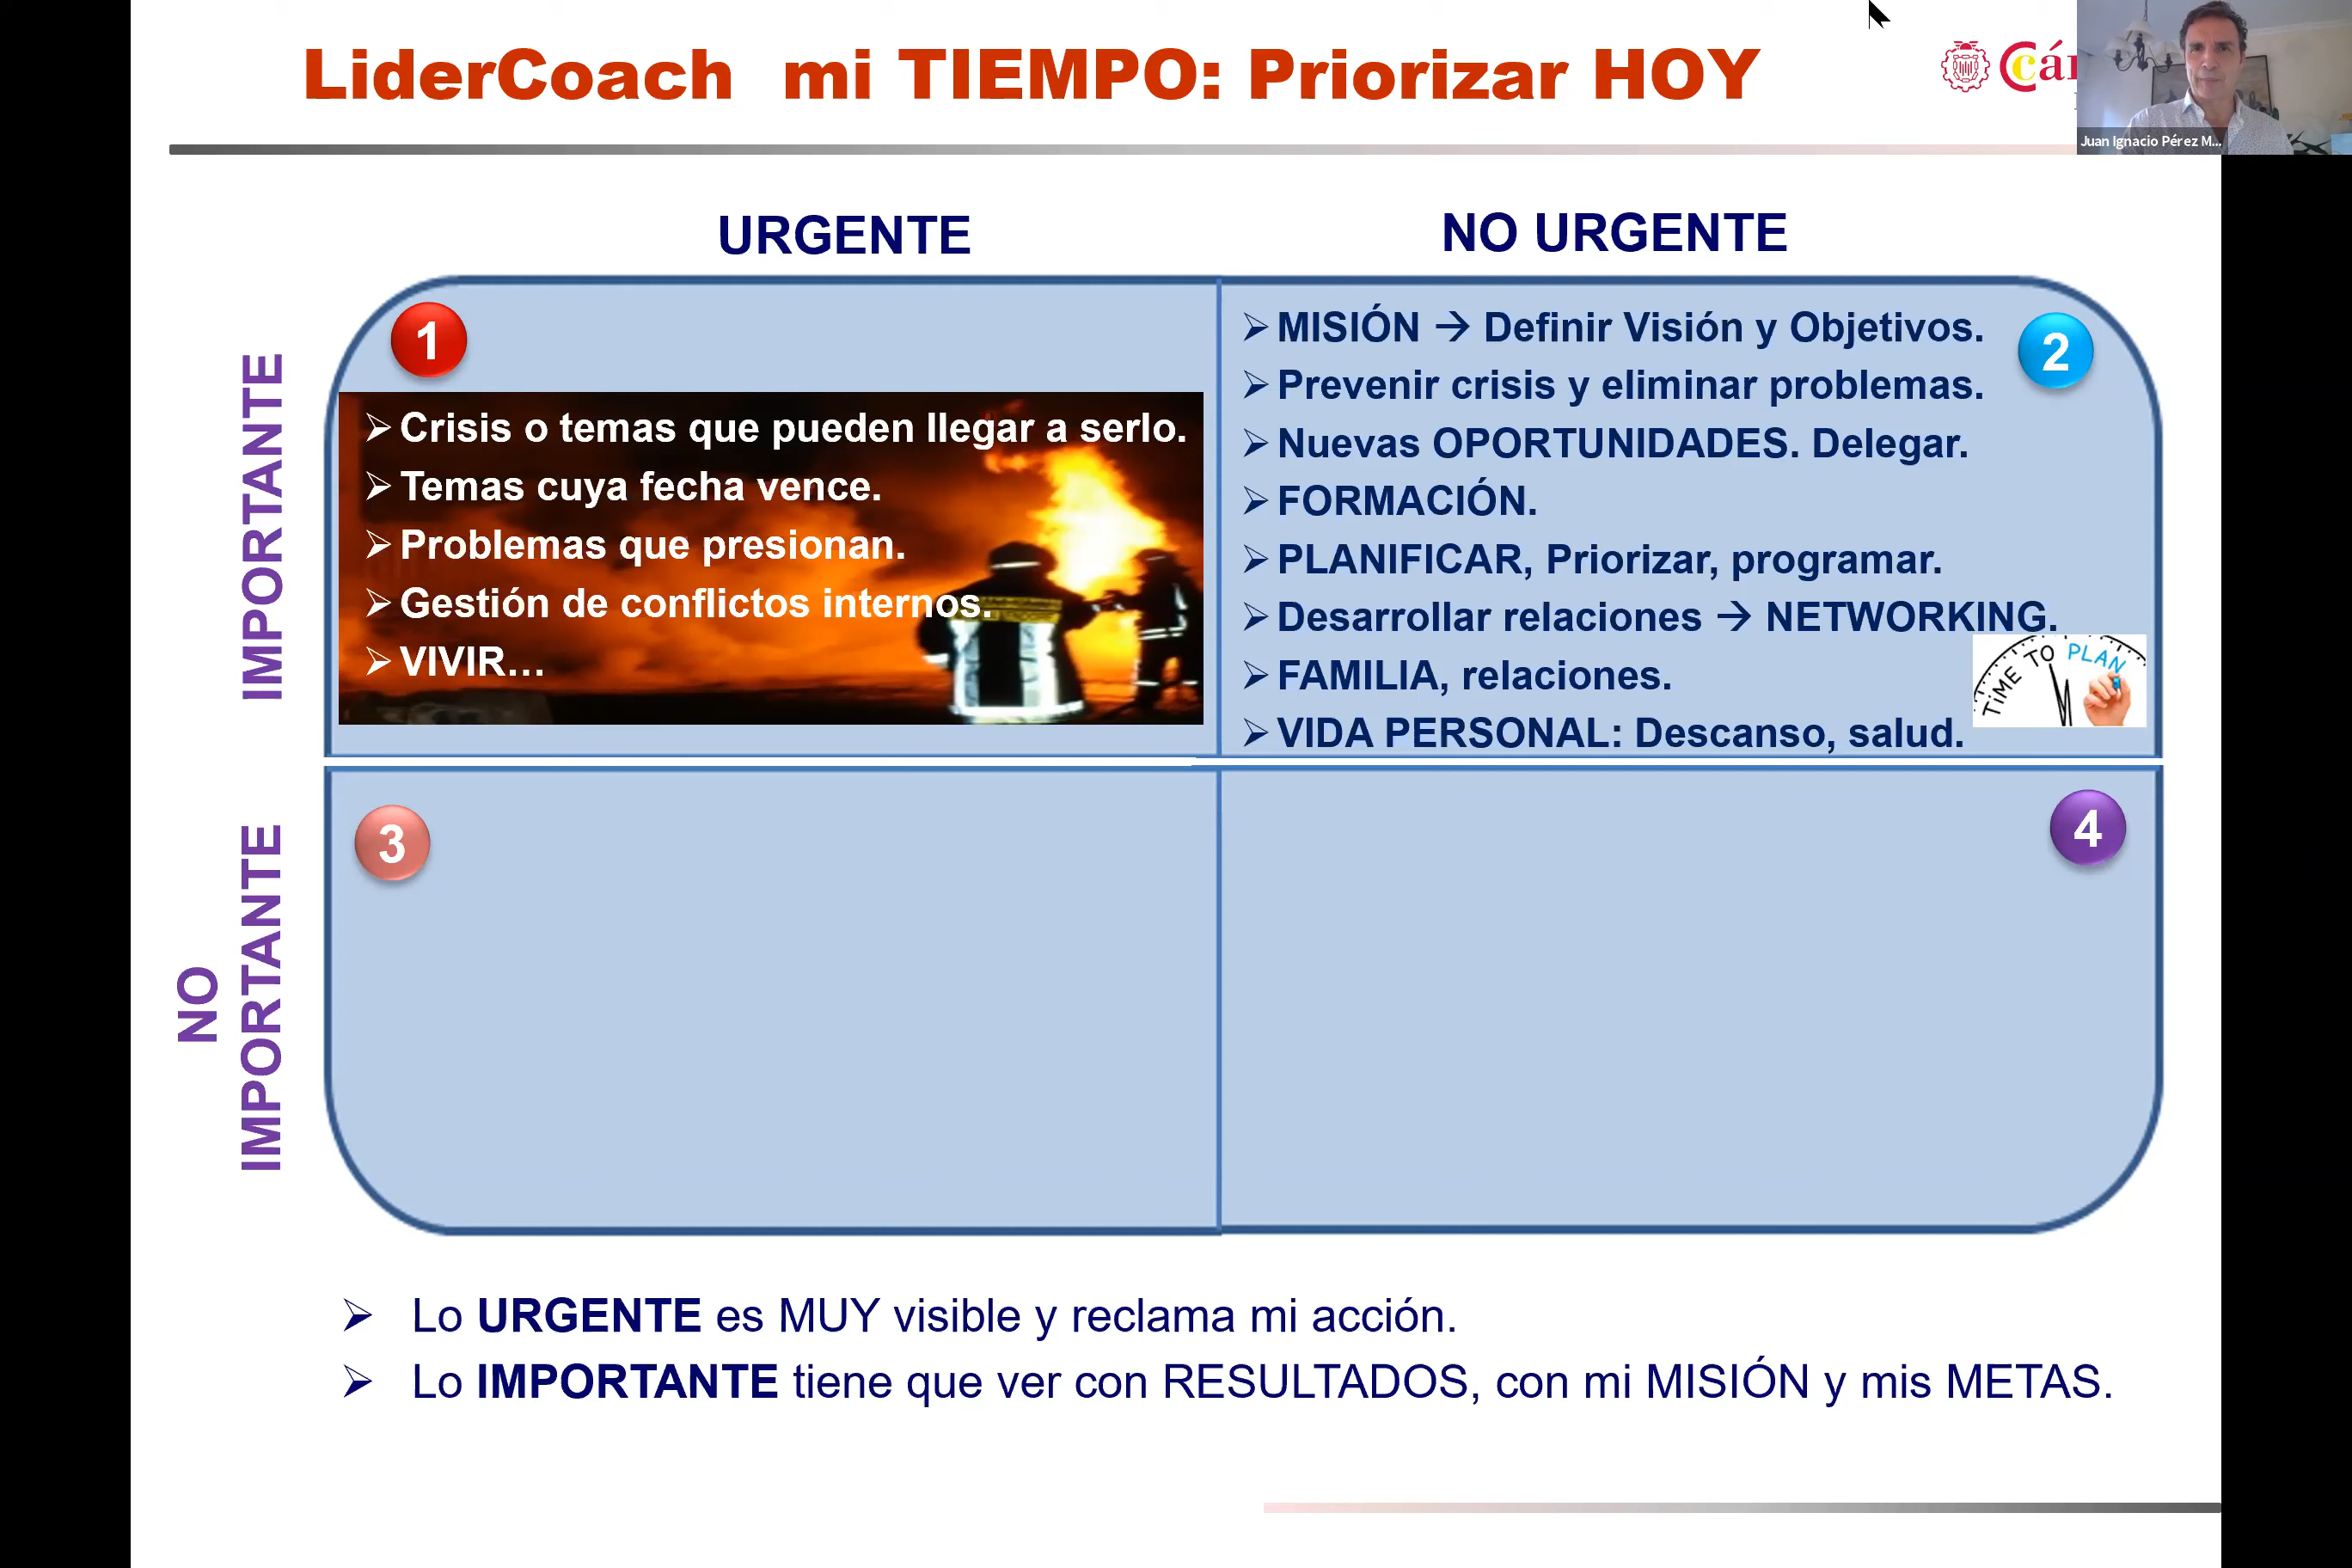 LiderCoach mi TIEMPO: Priorizar HOY
Juan Ignacio Pérez M...
URGENTE
NO URGENTE
IMPORTANTE
1
➢ Crisis o temas que pueden llegar a serlo.
➢ Temas cuya fecha vence.
➢ Problemas que presionan.
➢ Gestión de conflictos internos.
➢ VIVIR...
2
➢ MISIÓN → Definir Visión y Objetivos.
➢ Prevenir crisis y eliminar problemas.
➢ Nuevas OPORTUNIDADES. Delegar.
➢ FORMACIÓN.
➢ PLANIFICAR, Priorizar, programar.
➢ Desarrollar relaciones → NETWORKING.
➢ FAMILIA, relaciones.
➢ VIDA PERSONAL: Descanso, salud.
TIME TO PLAN
NO
IMPORTANTE
3
4
➢ Lo URGENTE es MUY visible y reclama mi acción.
➢ Lo IMPORTANTE tiene que ver con RESULTADOS, con mi MISIÓN y mis METAS.